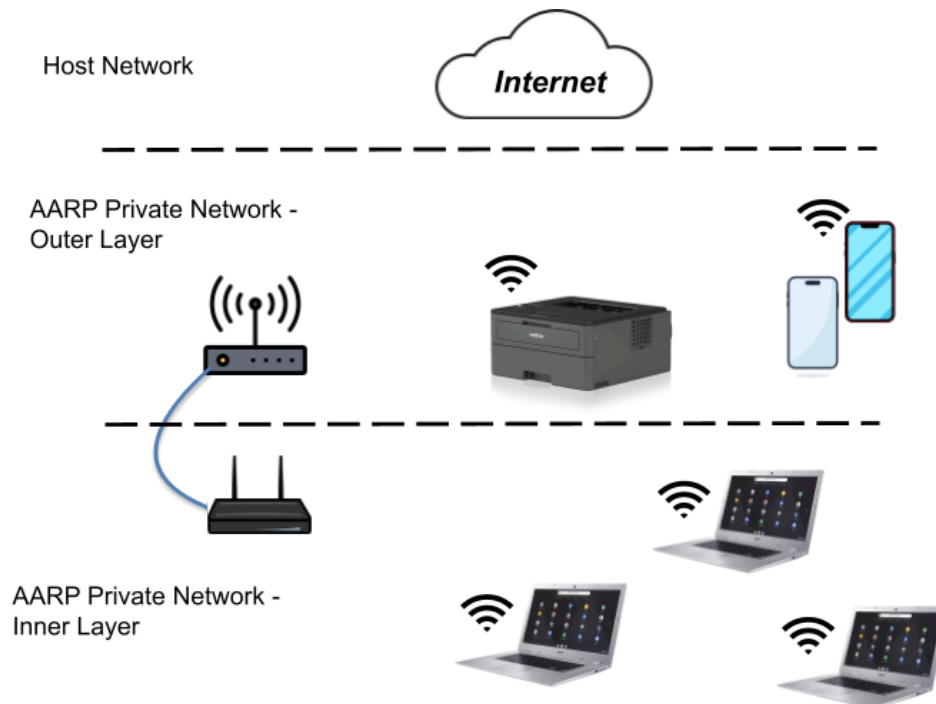 Host Network
Internet
AARP Private Network -
Outer Layer
AARP Private Network -
Inner Layer